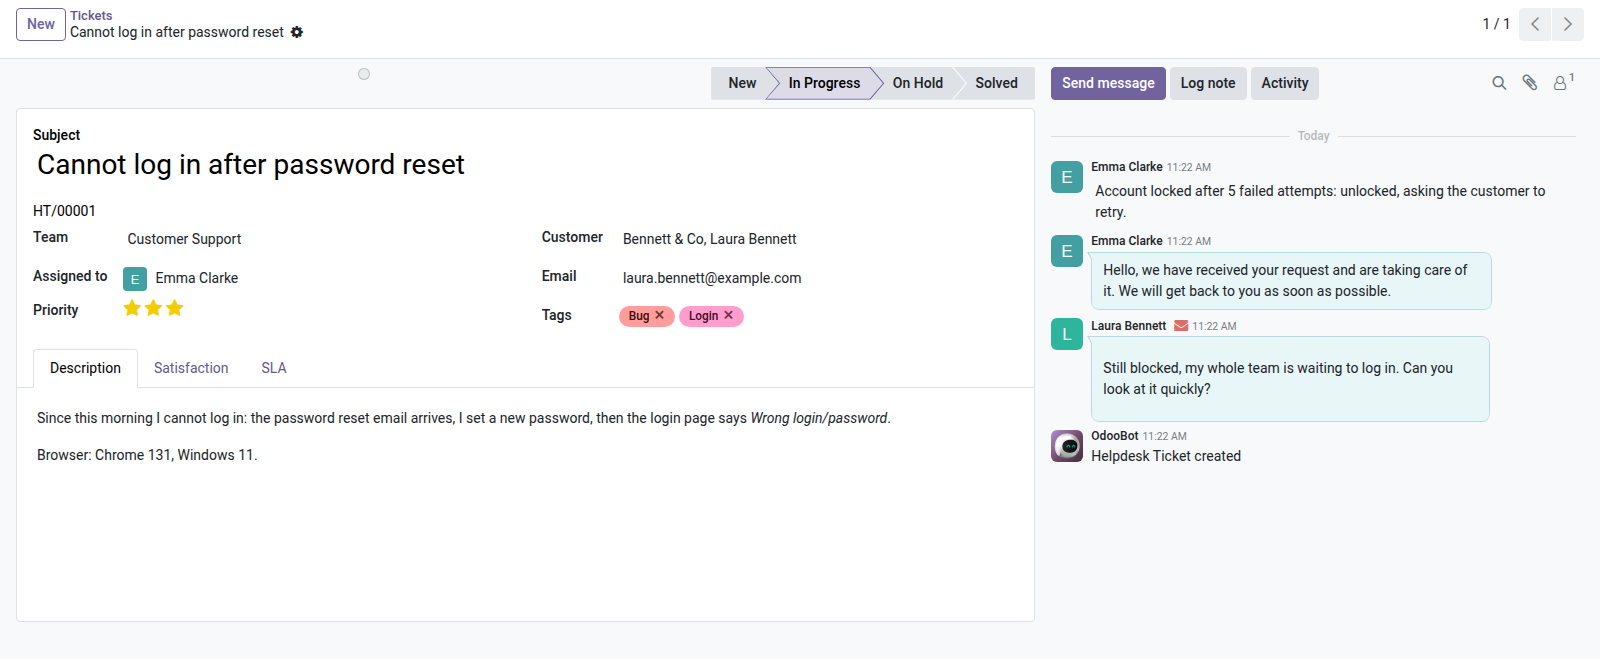 New
Tickets
Cannot log in after password reset
1 / 1
New
In Progress
On Hold
Solved
Send message
Log note
Activity
1
Subject
Cannot log in after password reset
HT/00001
Team
Customer Support
Customer
Bennett & Co, Laura Bennett
Assigned to
E
Emma Clarke
Email
laura.bennett@example.com
Priority
Tags
Bug ✕
Login ✕
Description
Satisfaction
SLA
Since this morning I cannot log in: the password reset email arrives, I set a new password, then the login page says Wrong login/password.
Browser: Chrome 131, Windows 11.
Today
E
Emma Clarke 11:22 AM
Account locked after 5 failed attempts: unlocked, asking the customer to
retry.
E
Emma Clarke 11:22 AM
Hello, we have received your request and are taking care of
it. We will get back to you as soon as possible.
L
Laura Bennett 11:22 AM
Still blocked, my whole team is waiting to log in. Can you
look at it quickly?
OdooBot 11:22 AM
Helpdesk Ticket created